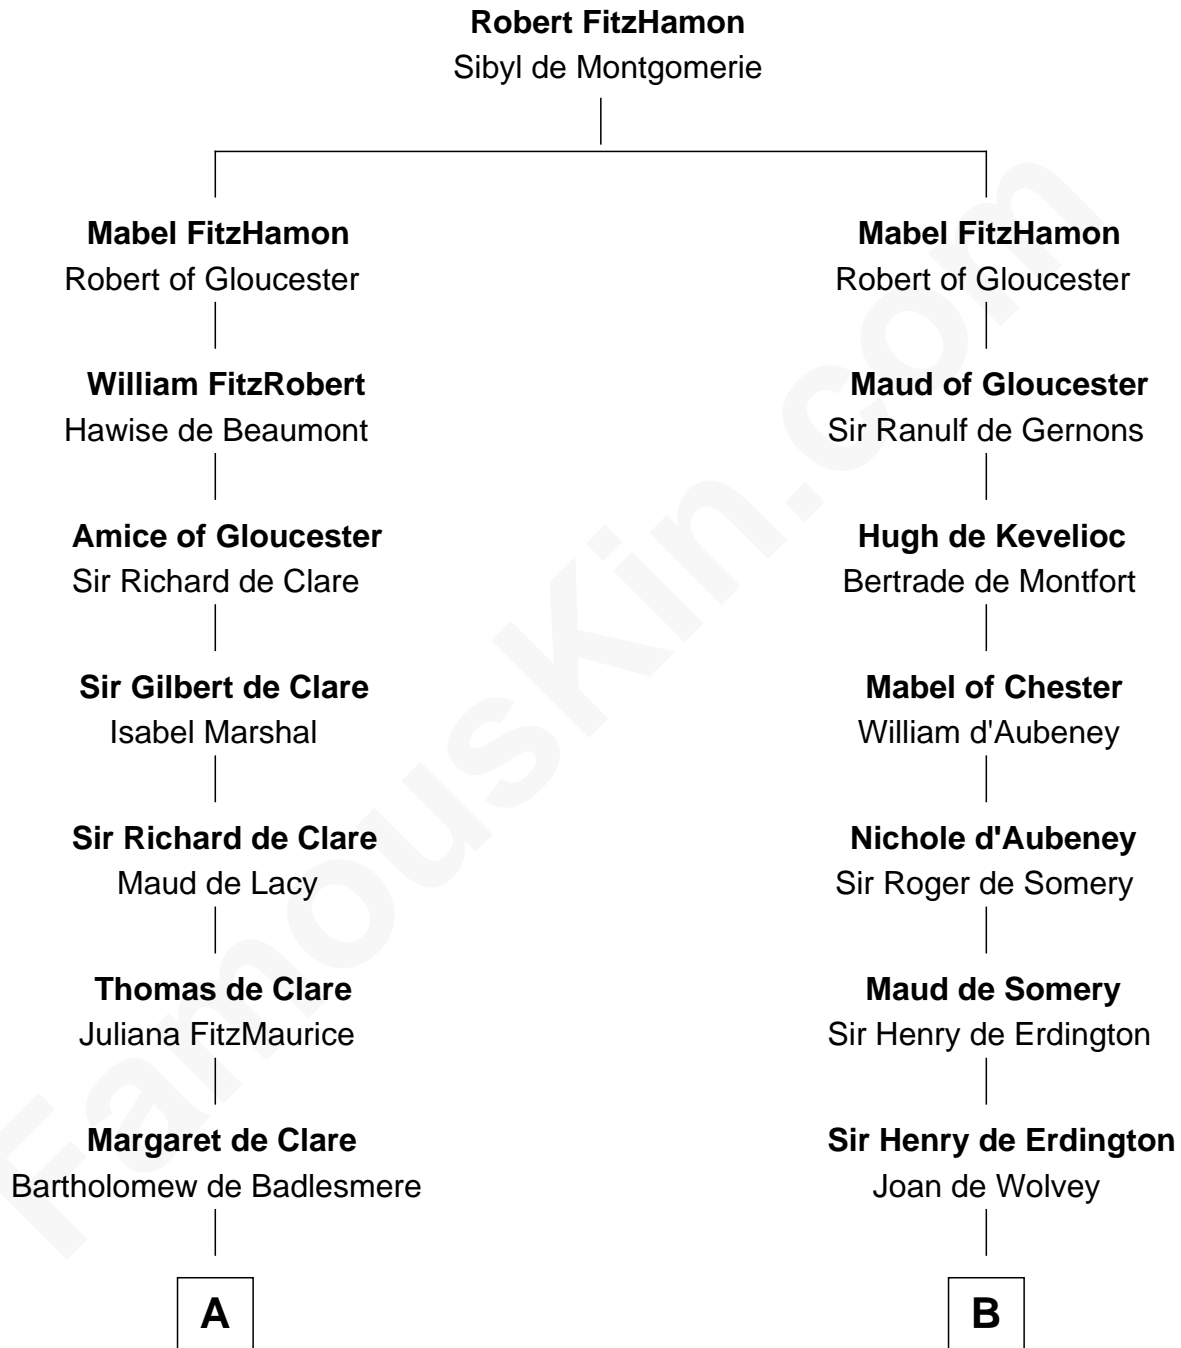 Robert FitzHamon
Sibyl de Montgomerie
Mabel FitzHamon
Robert of Gloucester
William FitzRobert
Hawise de Beaumont
Amice of Gloucester
Sir Richard de Clare
Sir Gilbert de Clare
Isabel Marshal
Sir Richard de Clare
Maud de Lacy
Thomas de Clare
Juliana FitzMaurice
Margaret de Clare
Bartholomew de Badlesmere
A
Mabel FitzHamon
Robert of Gloucester
Maud of Gloucester
Sir Ranulf de Gernons
Hugh de Kevelioc
Bertrade de Montfort
Mabel of Chester
William d'Aubeney
Nichole d'Aubeney
Sir Roger de Somery
Maud de Somery
Sir Henry de Erdington
Sir Henry de Erdington
Joan de Wolvey
B
FamousKin.com